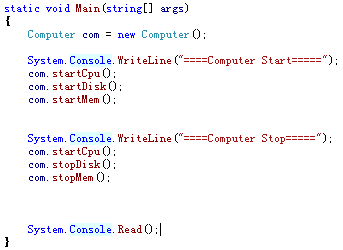 static void Main(string[] args)
{
Computer com = new Computer();
System.Console.WriteLine("====Computer Start=====");
com.startCpu();
com.startDisk();
com.startMem();
System.Console.WriteLine("====Computer Stop=====");
com.startCpu();
com.stopDisk();
com.stopMem();
System.Console.Read();
}